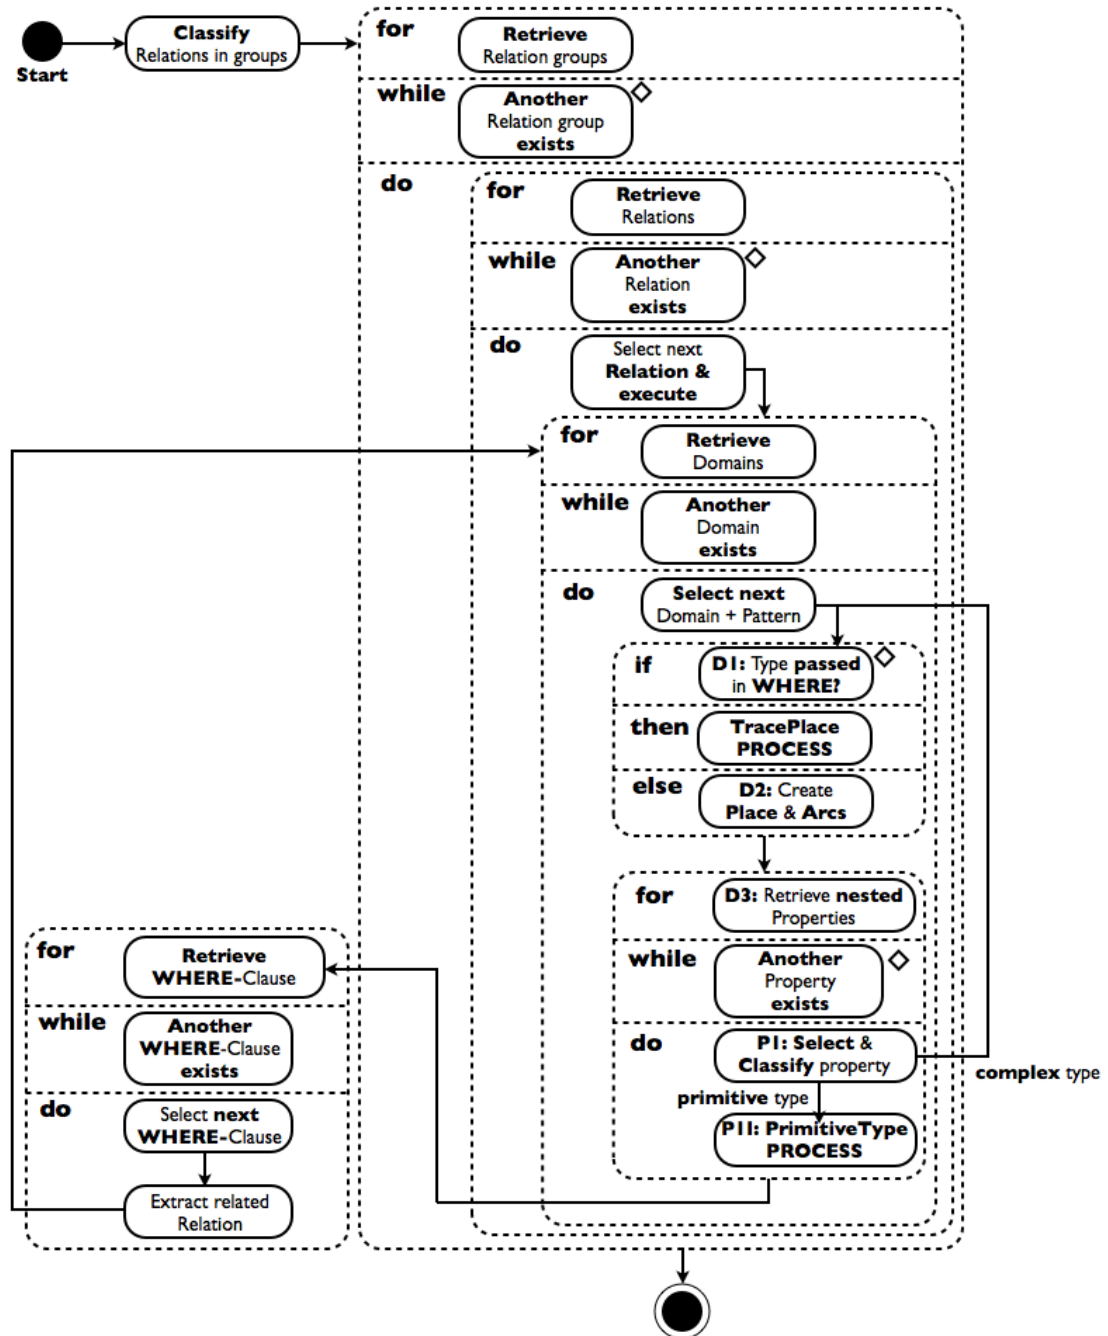 Start
Classify
Relations in groups
for
Retrieve
Relation groups
while
Another
Relation group
exists
do
for
Retrieve
Relations
while
Another
Relation
exists
do
Select next
Relation &
execute
for
Retrieve
Domains
while
Another
Domain
exists
do
Select next
Domain + Pattern
if
D1: Type passed
in WHERE?
then
TracePlace
PROCESS
else
D2: Create
Place & Arcs
for
D3: Retrieve nested
Properties
while
Another
Property
exists
do
P1: Select &
Classify property
complex type
primitive type
P11: PrimitiveType
PROCESS
for
Retrieve
WHERE-Clause
while
Another
WHERE-Clause
exists
do
Select next
WHERE-Clause
Extract related
Relation